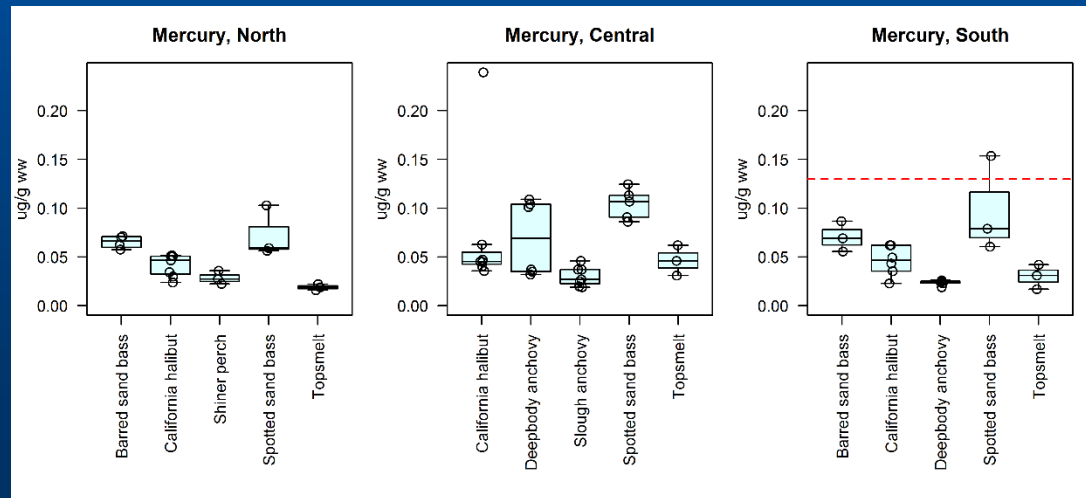 Mercury, North
ug/g ww
0.20
0.15
0.10
0.05
0.00
Barred sand bass
California halibut
Shiner perch
Spotted sand bass
Topsmelt
Mercury, Central
ug/g ww
0.20
0.15
0.10
0.05
0.00
California halibut
Deepbody anchovy
Slough anchovy
Spotted sand bass
Topsmelt
Mercury, South
ug/g ww
0.20
0.15
0.10
0.05
0.00
Barred sand bass
California halibut
Deepbody anchovy
Spotted sand bass
Topsmelt